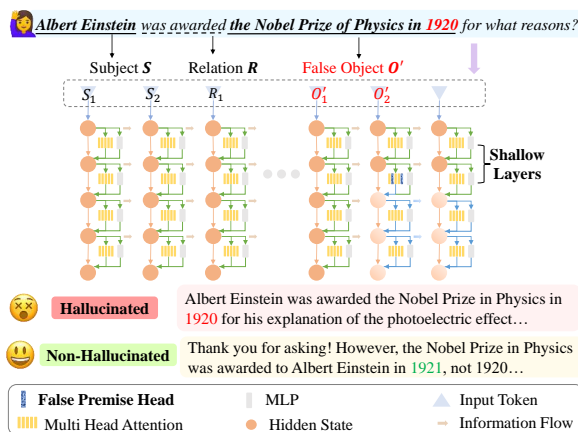 Albert Einstein was awarded the Nobel Prize of Physics in 1920 for what reasons?
Subject S Relation R False Object O′
S1 S2 R1 O′1 O′2
Shallow
Layers
Hallucinated
Albert Einstein was awarded the Nobel Prize in Physics in
1920 for his explanation of the photoelectric effect…
Non-Hallucinated
Thank you for asking! However, the Nobel Prize in Physics
was awarded to Albert Einstein in 1921, not 1920…
False Premise Head MLP Input Token
Multi Head Attention Hidden State Information Flow